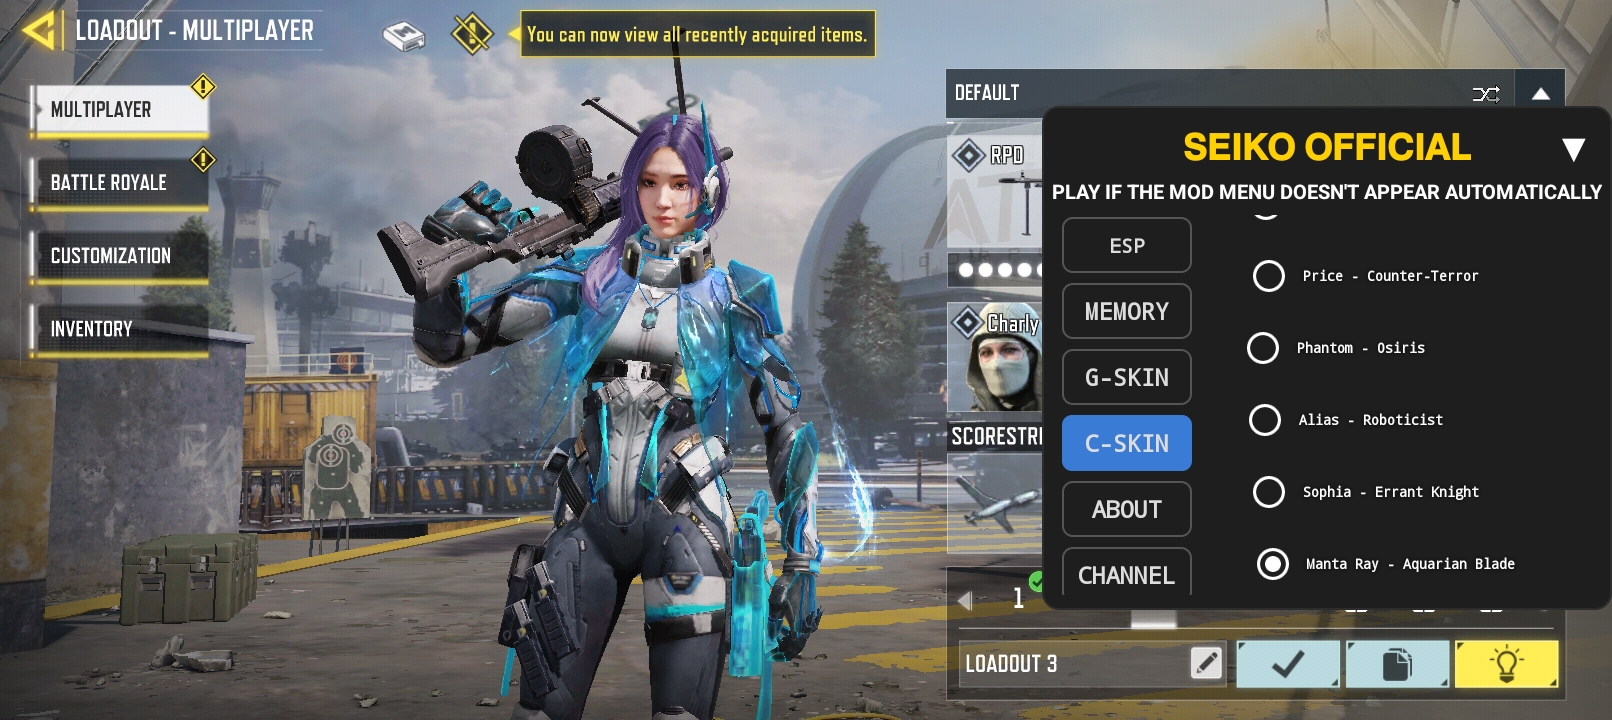 LOADOUT - MULTIPLAYER
You can now view all recently acquired items.
MULTIPLAYER
BATTLE ROYALE
CUSTOMIZATION
INVENTORY
DEFAULT
RPD
Charly
SCORESTRE
1
LOADOUT 3
SEIKO OFFICIAL
PLAY IF THE MOD MENU DOESN'T APPEAR AUTOMATICALLY
ESP
MEMORY
G-SKIN
C-SKIN
ABOUT
CHANNEL
Price - Counter-Terror
Phantom - Osiris
Alias - Roboticist
Sophia - Errant Knight
Manta Ray - Aquarian Blade